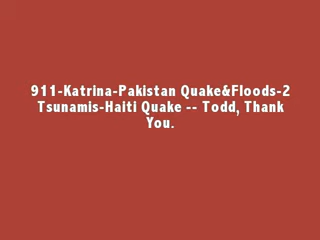 911-Katrina-Pakistan Quake&Floods-2
Tsunamis-Haiti Quake -- Todd, Thank
You.